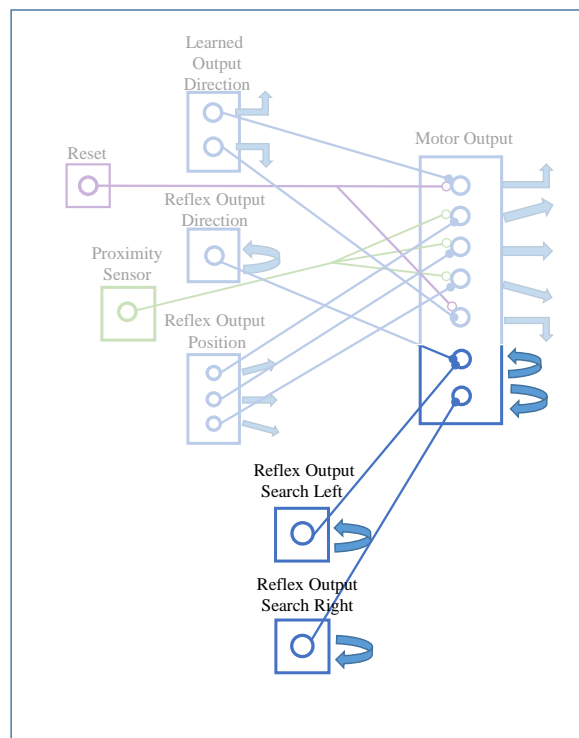 Learned
Output
Direction
Motor Output
Reset
Reflex Output
Direction
Proximity
Sensor
Reflex Output
Position
Reflex Output
Search Left
Reflex Output
Search Right